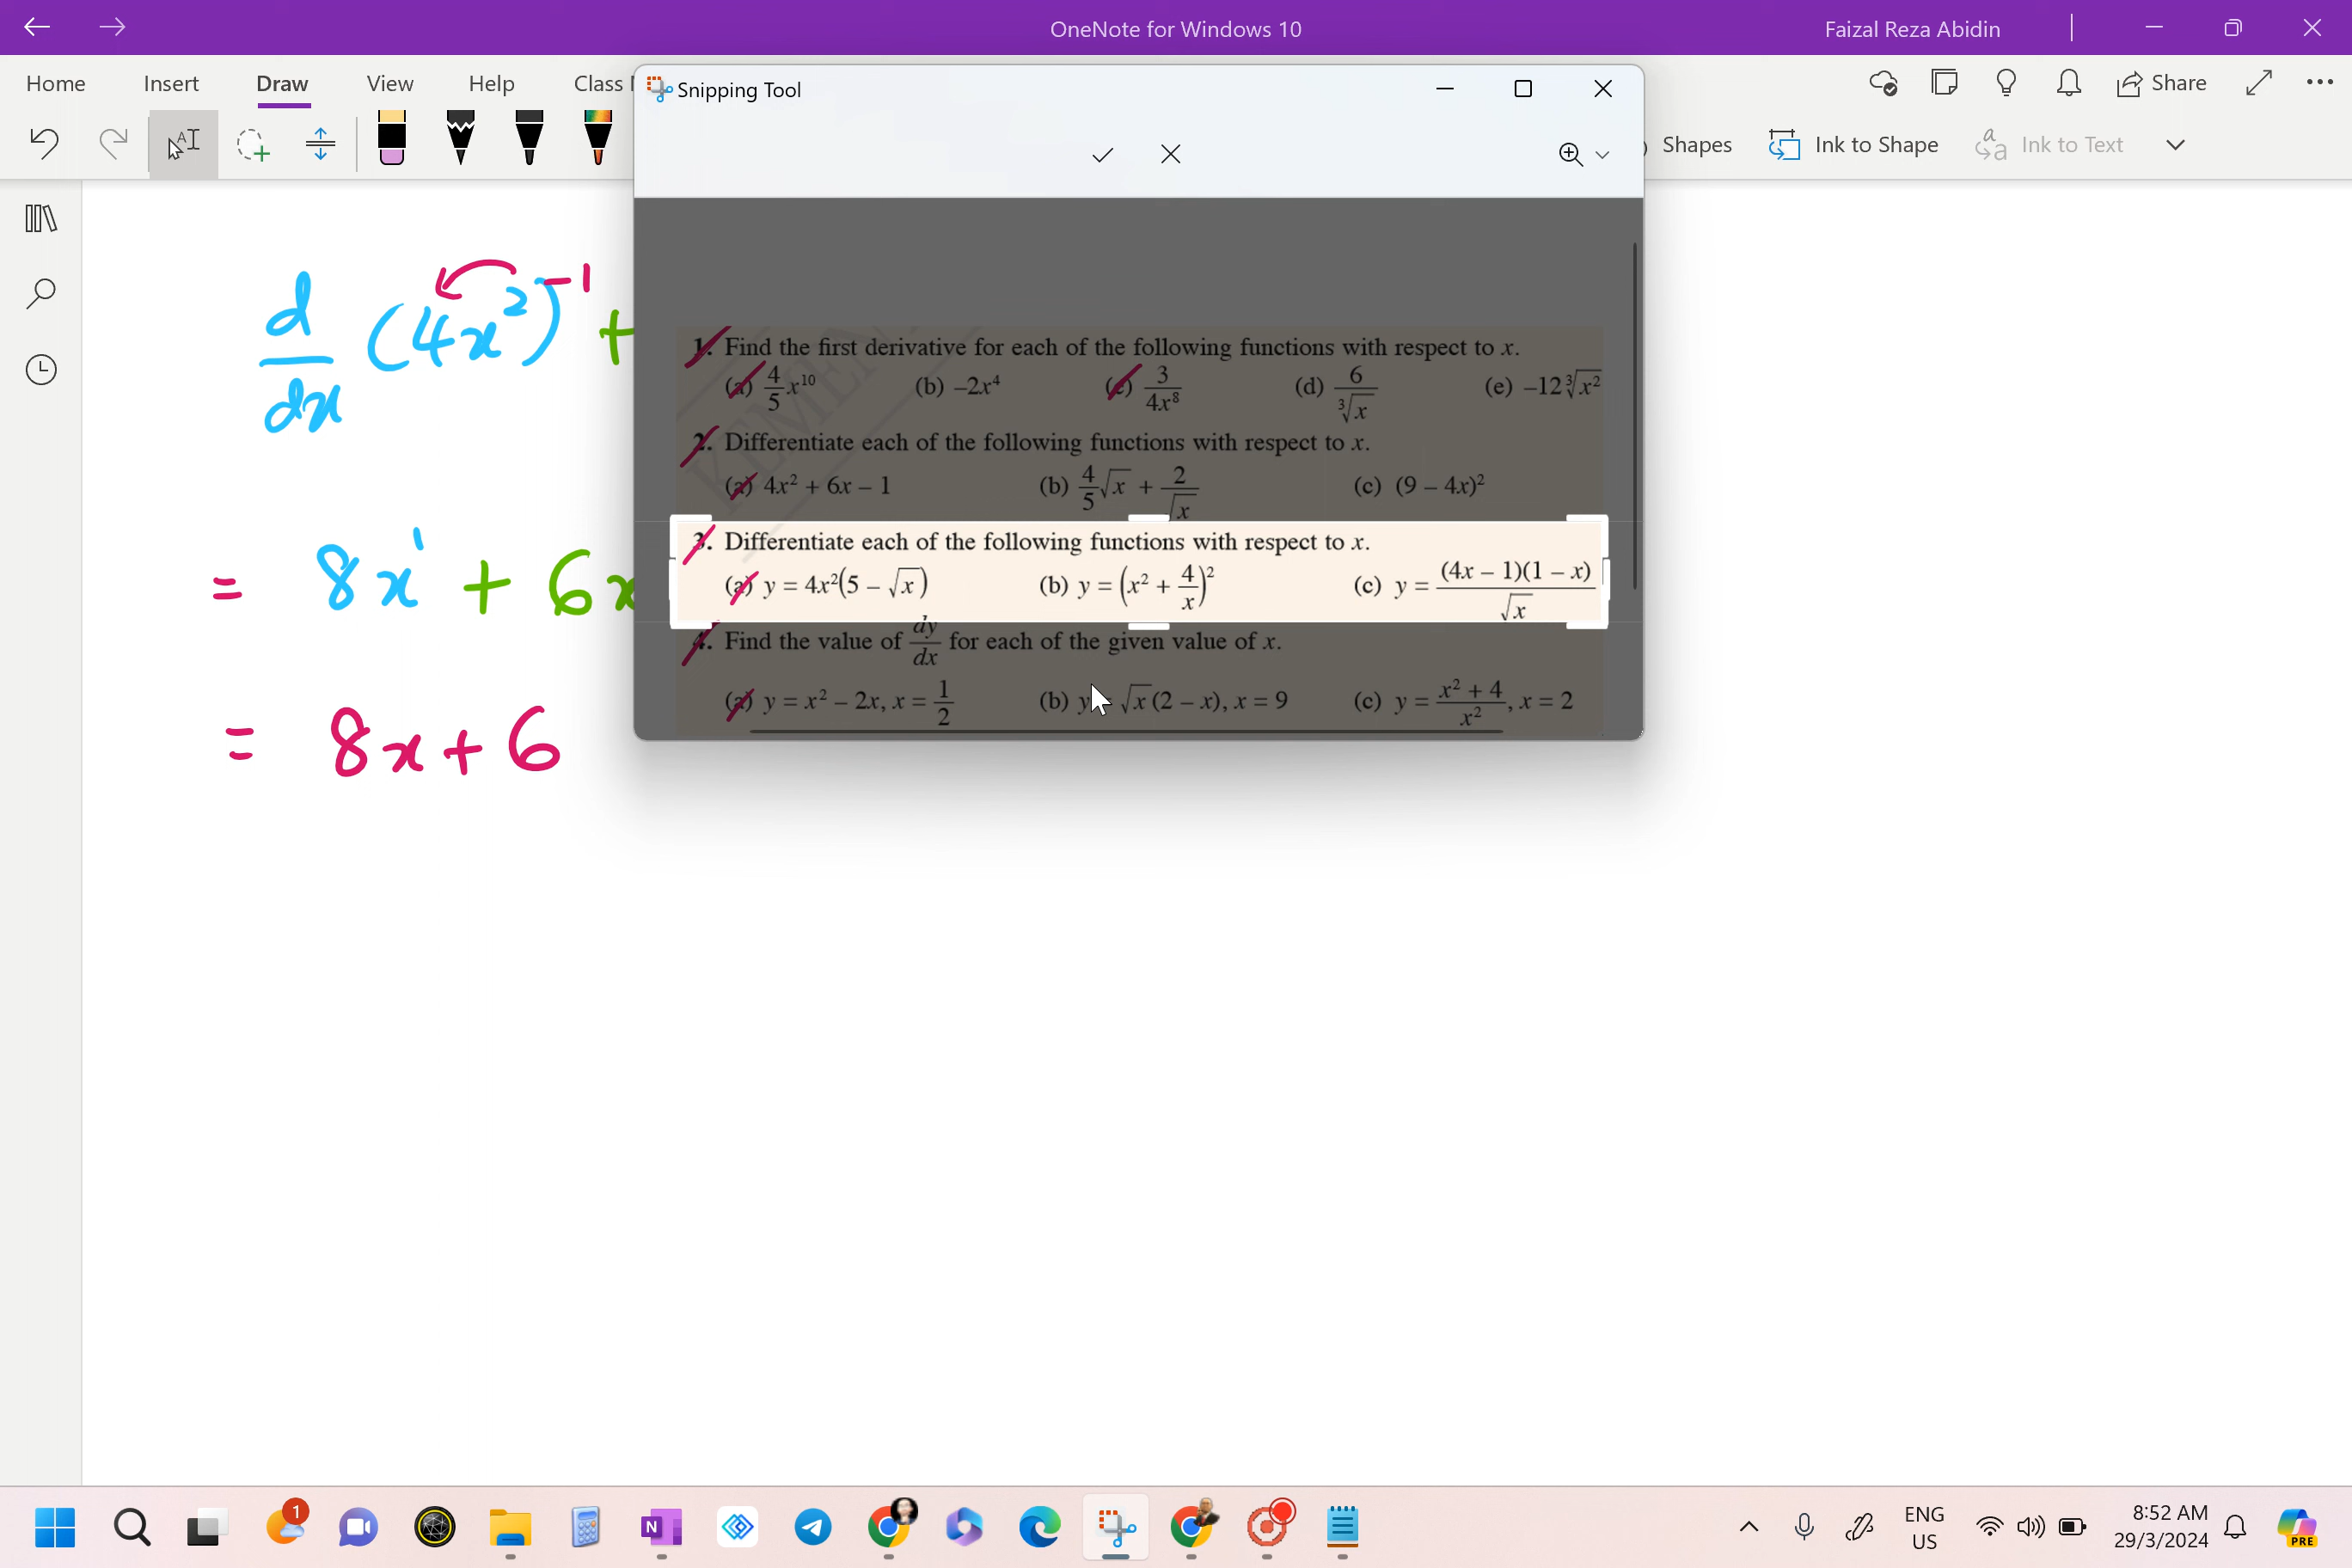 OneNote for Windows 10
Faizal Reza Abidin
Home Insert Draw View Help Class
Share
Snipping Tool
Shapes Ink to Shape Ink to Text
d/dx (4x²)⁻¹ +
= 8x¹ + 6x
= 8x + 6
KEMEN
1. Find the first derivative for each of the following functions with respect to x.
(a) 4/5 x¹⁰ (b) –2x⁴ (c) 3/4x⁸ (d) 6/∛x (e) –12∛x²
2. Differentiate each of the following functions with respect to x.
(a) 4x² + 6x – 1 (b) 4/5 √x + 2/√x (c) (9 – 4x)²
3. Differentiate each of the following functions with respect to x.
(a) y = 4x²(5 – √x) (b) y = (x² + 4/x)² (c) y = (4x – 1)(1 – x)/√x
4. Find the value of dy/dx for each of the given value of x.
(a) y = x² – 2x, x = 1/2 (b) y = √x(2 – x), x = 9 (c) y = x² + 4/x², x = 2
1
N
ENG
US
8:52 AM
29/3/2024
PRE